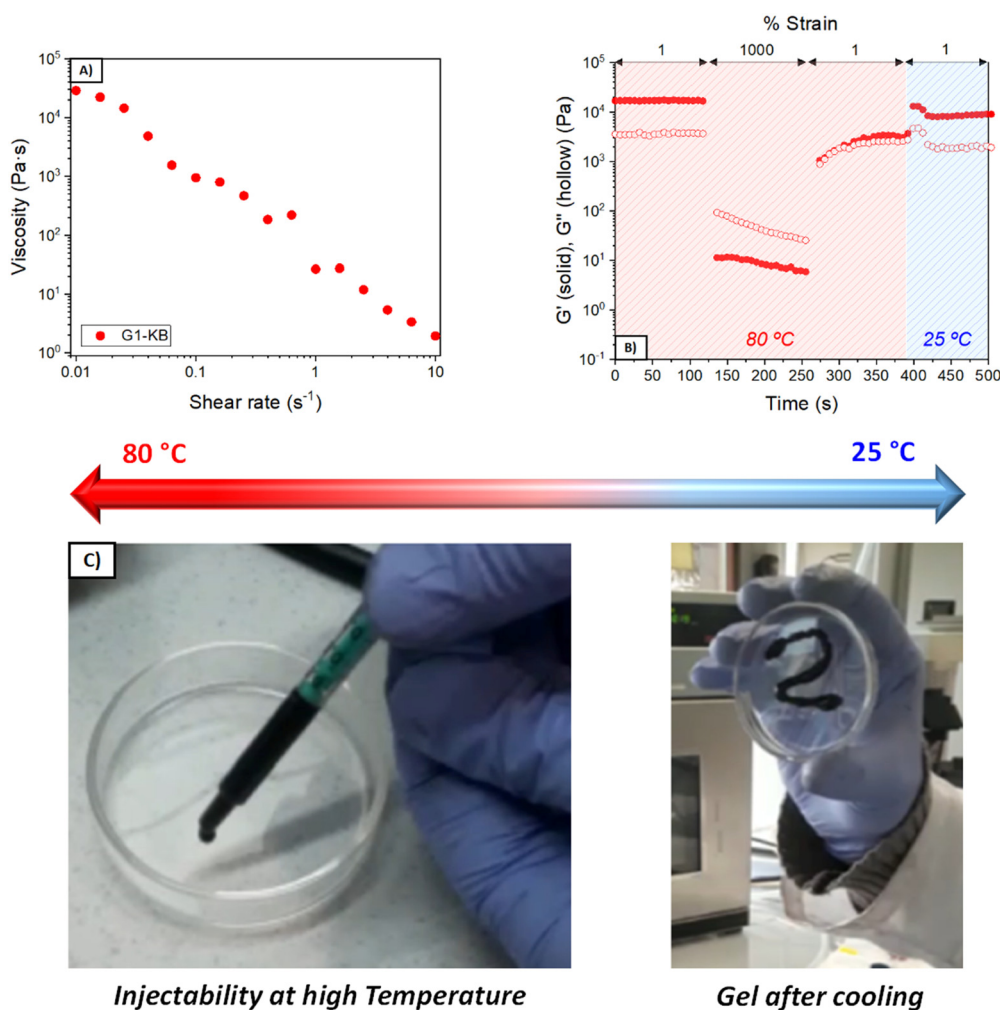 A)
Viscosity (Pa·s)
10⁵
10⁴
10³
10²
10¹
10⁰
G1-KB
0.01 0.1 1 10
Shear rate (s⁻¹)
% Strain
1 1000 1 1
G' (solid), G'' (hollow) (Pa)
10⁵
10⁴
10³
10²
10¹
10⁰
10⁻¹
B)
80 ºC
25 ºC
0 50 100 150 200 250 300 350 400 450 500
Time (s)
80 °C
25 °C
C)
2
Injectability at high Temperature
Gel after cooling